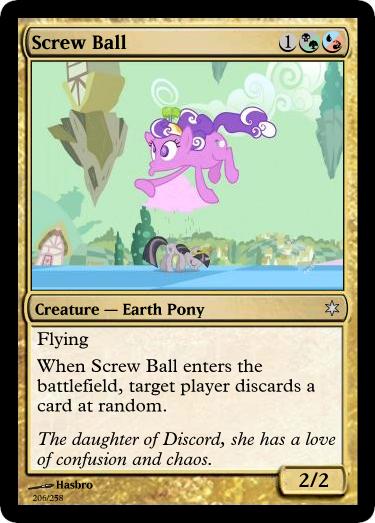 Screw Ball 1
Creature — Earth Pony
Flying
When Screw Ball enters the
battlefield, target player discards a
card at random.
The daughter of Discord, she has a love
of confusion and chaos.
Hasbro
2/2
206/258